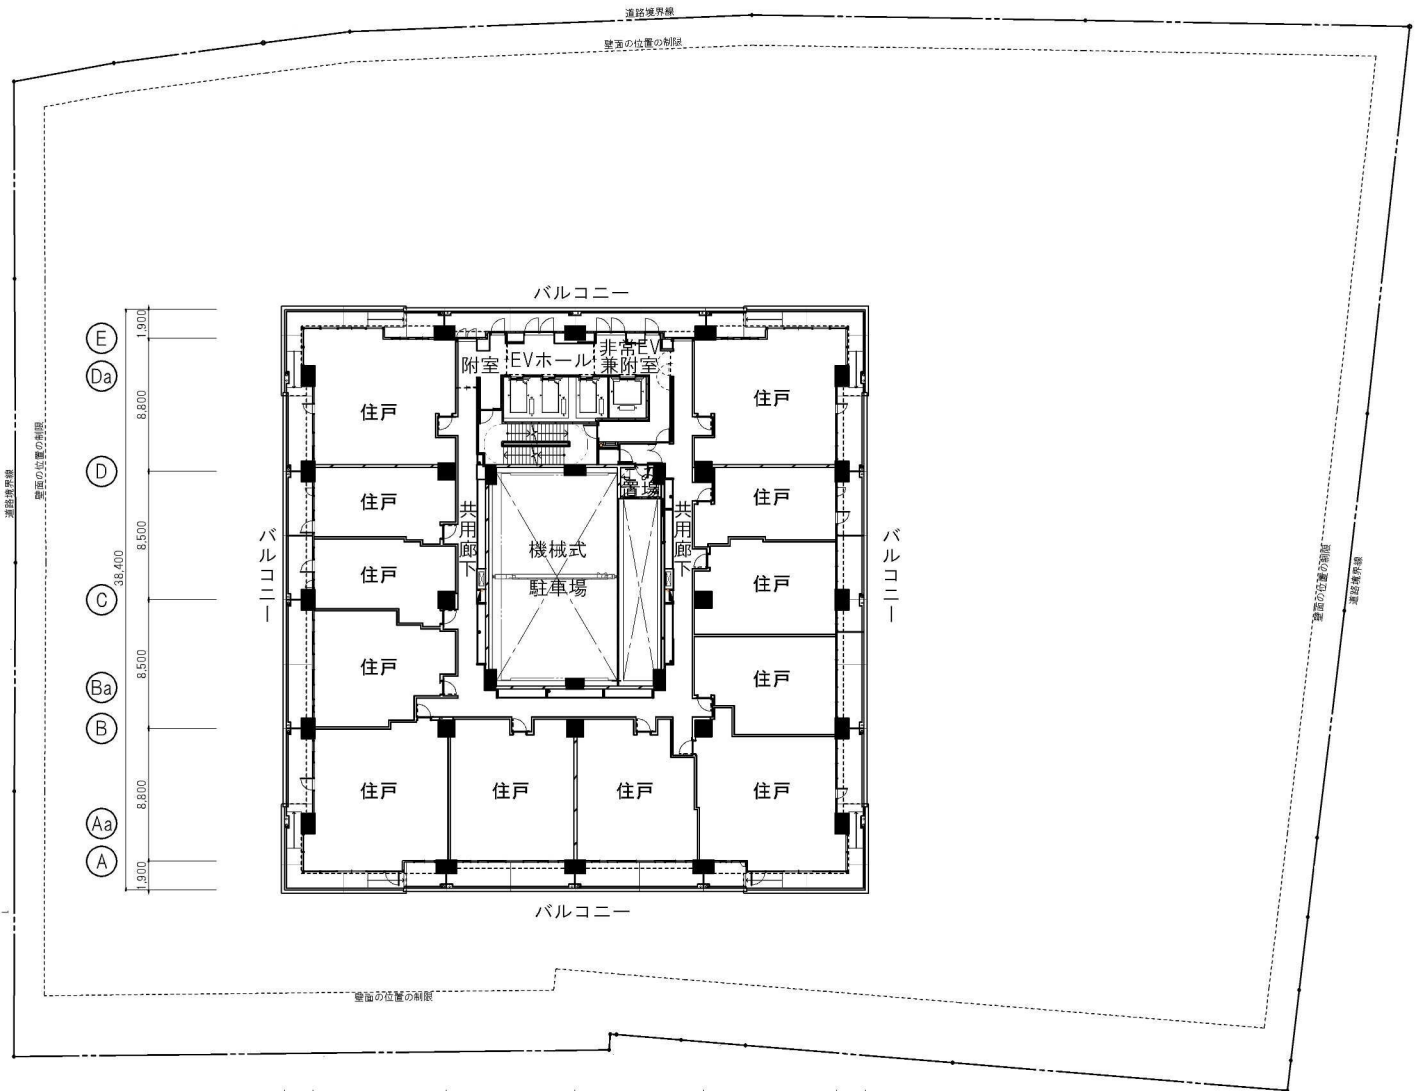 道路境界線
壁面の位置の制限
バルコニー
E
Da
D
C
Ba
B
Aa
A
1,900
8,800
8,500
8,500
8,800
1,900
38,400
道路境界線
壁面の位置の制限
附室
EVホール
非常EV
兼附室
住戸
住戸
住戸
住戸
置場
共用廊下
共用廊下
機械式
駐車場
バルコニー
バルコニー
住戸
住戸
住戸
住戸
住戸
住戸
住戸
住戸
バルコニー
壁面の位置の制限
道路境界線
壁面の位置の制限